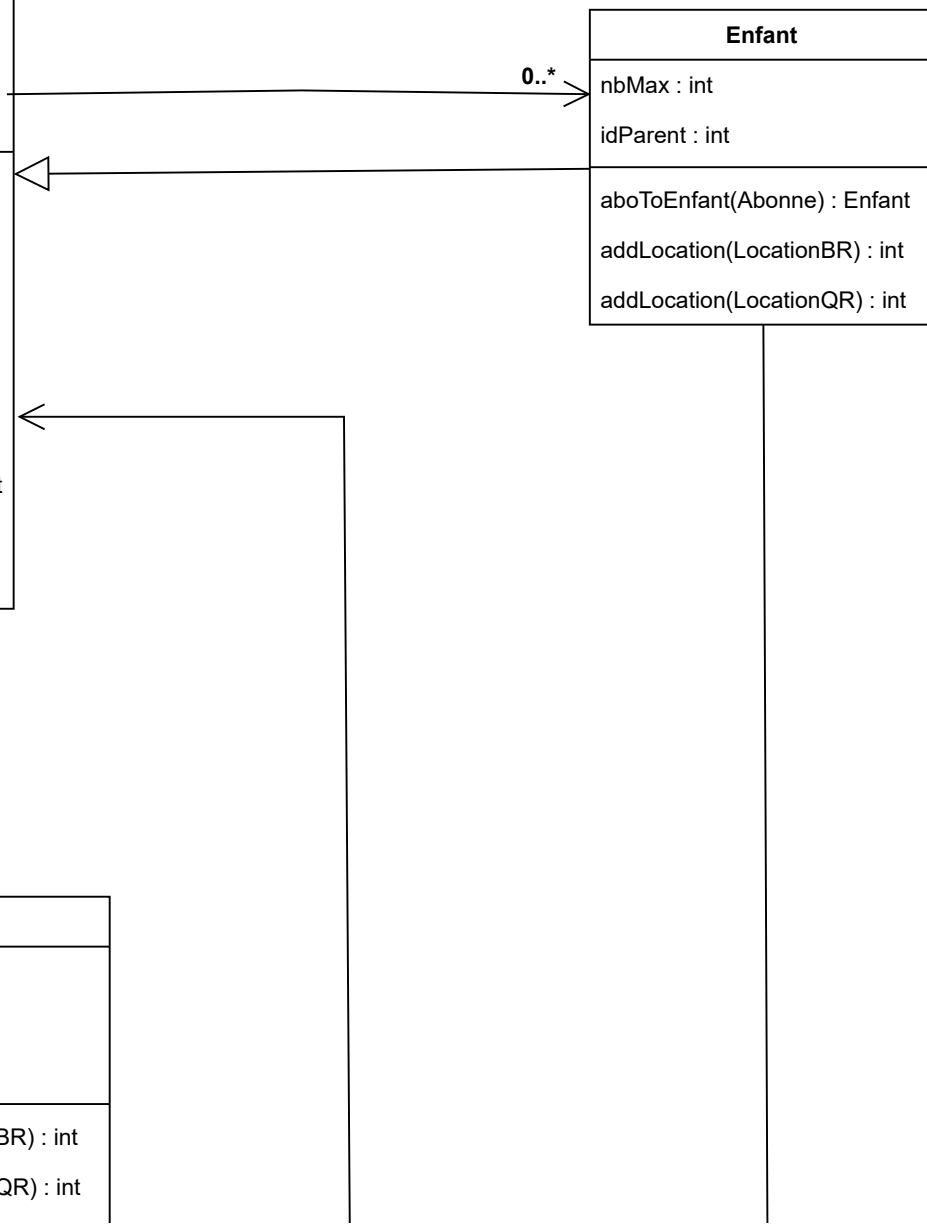 Enfant
0..*
nbMax : int
idParent : int
aboToEnfant(Abonne) : Enfant
addLocation(LocationBR) : int
addLocation(LocationQR) : int
t
BR) : int
QR) : int